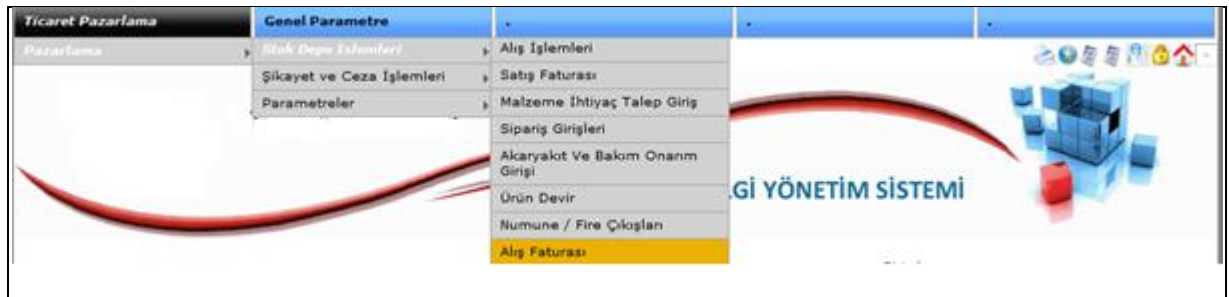 Ticaret Pazarlama
Genel Parametre
.
.
.
Pazarlama
Stok Depo İslemleri
Şikayet ve Ceza İşlemleri
Parametreler
Alış İşlemleri
Satış Faturası
Malzeme İhtiyaç Talep Giriş
Sipariş Girişleri
Akaryakıt Ve Bakım Onarım
Girişi
Ürün Devir
Numune / Fire Çıkışları
Alış Faturası
Gİ YÖNETİM SİSTEMİ